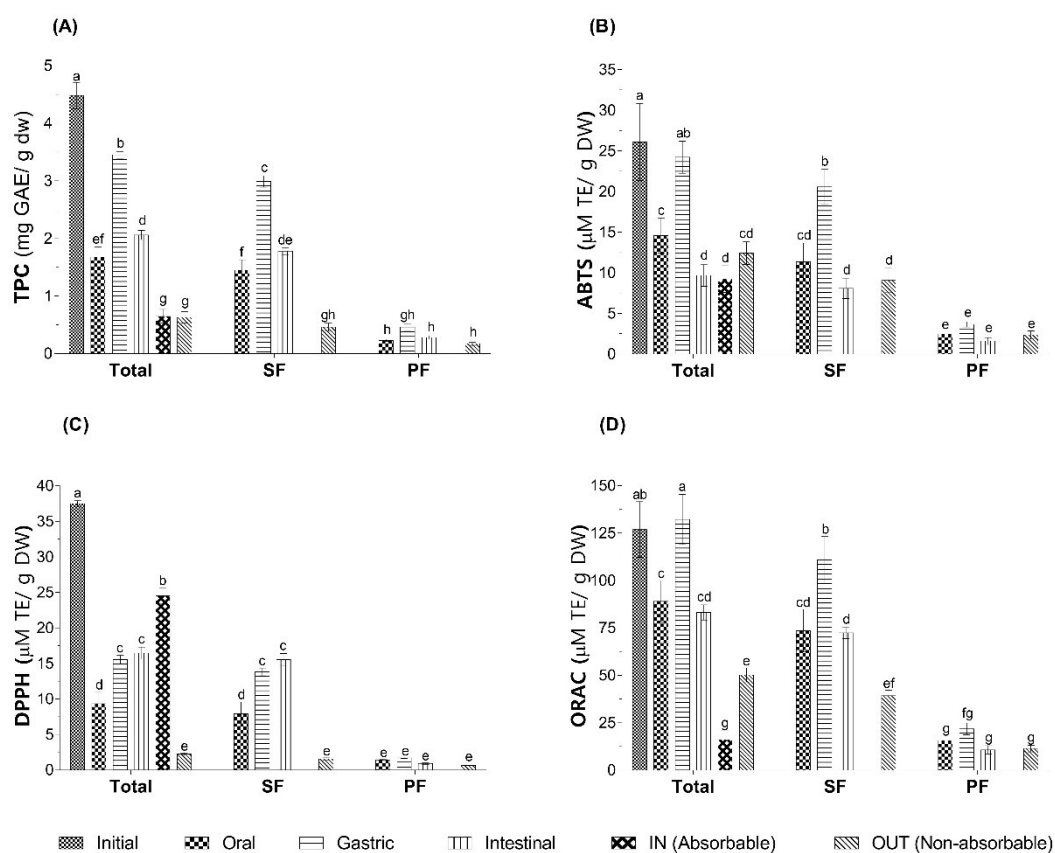 (A)
TPC (mg GAE/ g dw)
5
4
3
2
1
0
a
ef
b
d
g
g
f
c
de
gh
h
gh
h
h
Total
SF
PF
(B)
ABTS (μM TE/ g DW)
35
30
25
20
15
10
5
0
a
c
ab
d
d
cd
cd
b
d
d
e
e
e
e
Total
SF
PF
(C)
DPPH (μM TE/ g DW)
40
35
30
25
20
15
10
5
0
a
d
c
c
b
e
d
c
c
e
e
e
e
e
Total
SF
PF
(D)
ORAC (μM TE/ g DW)
150
125
100
75
50
25
0
ab
c
a
cd
g
e
cd
b
d
ef
g
fg
g
g
Total
SF
PF
Initial
Oral
Gastric
Intestinal
IN (Absorbable)
OUT (Non-absorbable)